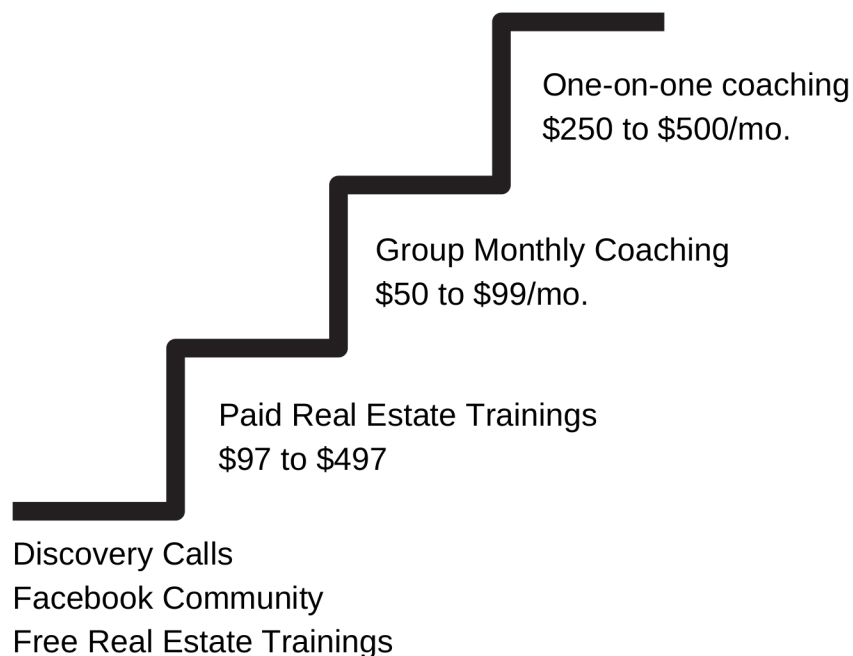 One-on-one coaching
$250 to $500/mo.
Group Monthly Coaching
$50 to $99/mo.
Paid Real Estate Trainings
$97 to $497
Discovery Calls
Facebook Community
Free Real Estate Trainings